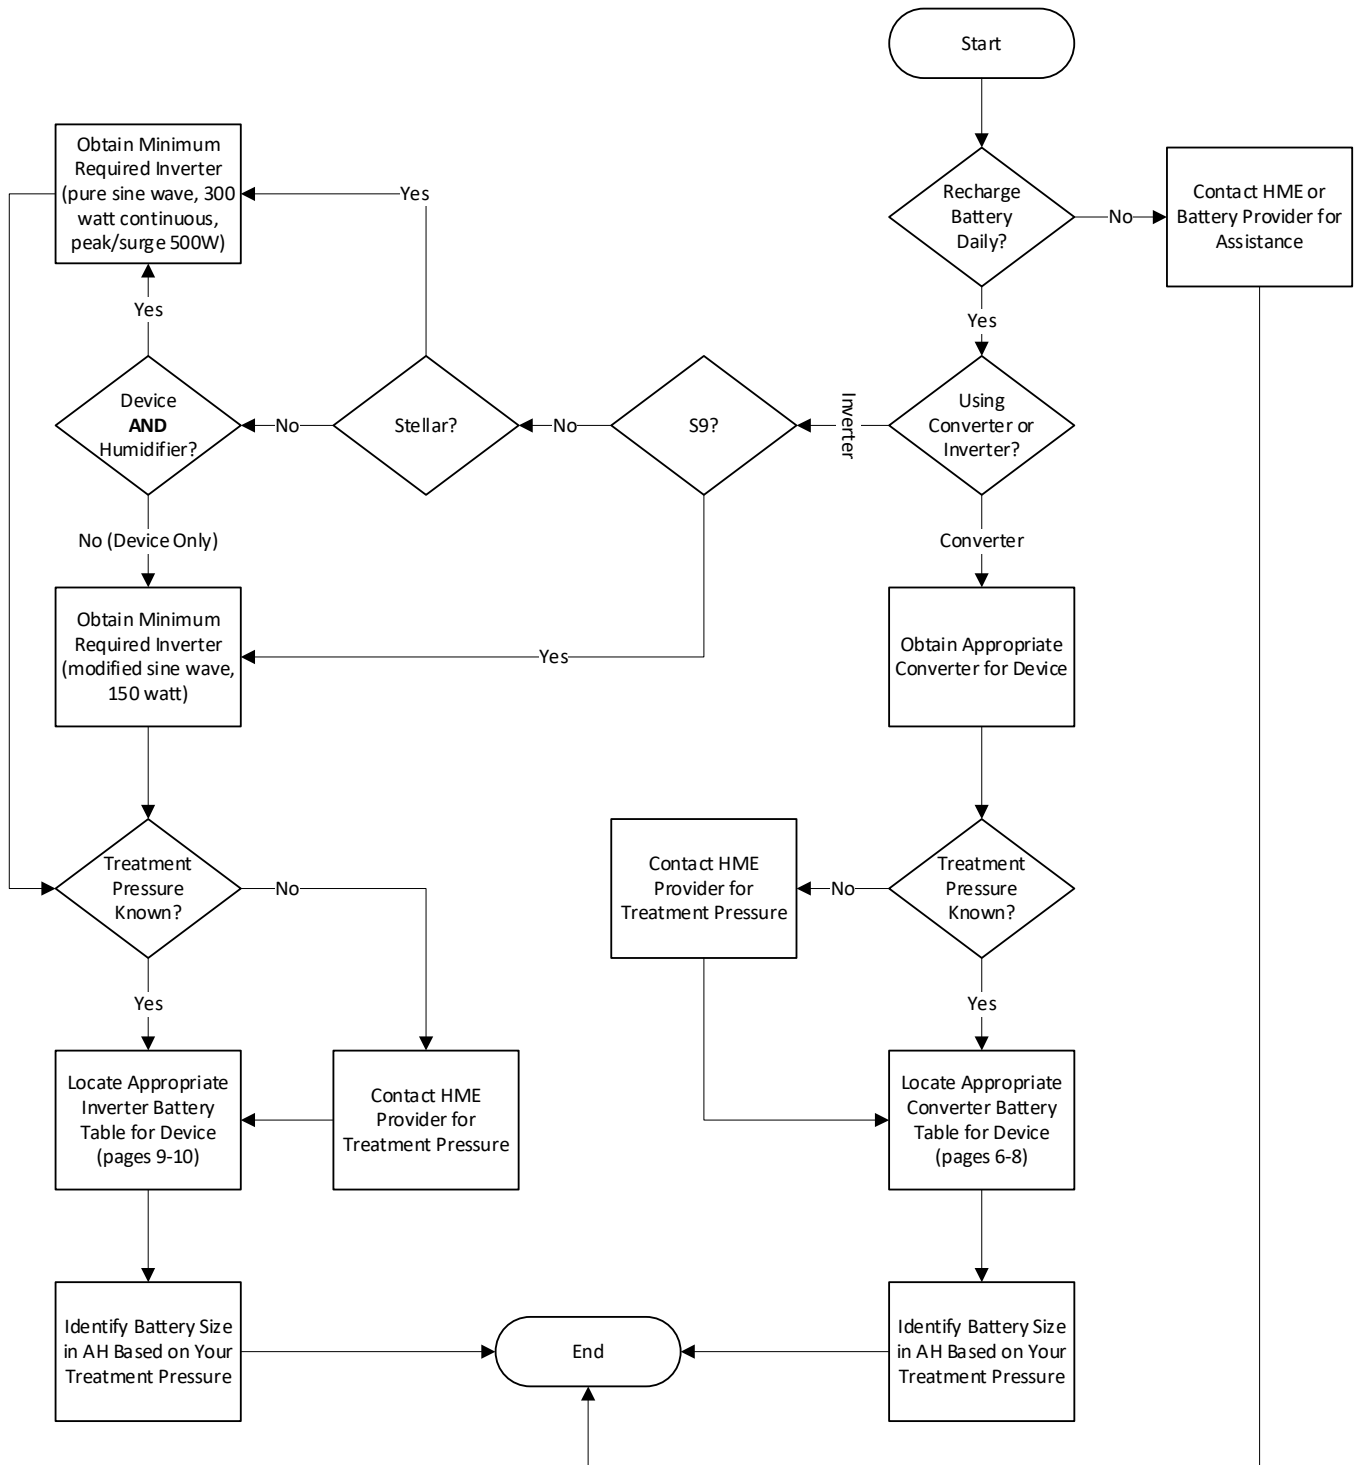 Start
Obtain Minimum
Required Inverter
(pure sine wave, 300
watt continuous,
peak/surge 500W)
Yes
Recharge
Battery
Daily?
No
Contact HME or
Battery Provider for
Assistance
Yes
Yes
Device
AND
Humidifier?
No
Stellar?
No
S9?
Inverter
Using
Converter or
Inverter?
No (Device Only)
Converter
Obtain Minimum
Required Inverter
(modified sine wave,
150 watt)
Yes
Obtain Appropriate
Converter for Device
Treatment
Pressure
Known?
No
Contact HME
Provider for
Treatment Pressure
No
Treatment
Pressure
Known?
Yes
Yes
Locate Appropriate
Inverter Battery
Table for Device
(pages 9-10)
Contact HME
Provider for
Treatment Pressure
Locate Appropriate
Converter Battery
Table for Device
(pages 6-8)
Identify Battery Size
in AH Based on Your
Treatment Pressure
End
Identify Battery Size
in AH Based on Your
Treatment Pressure